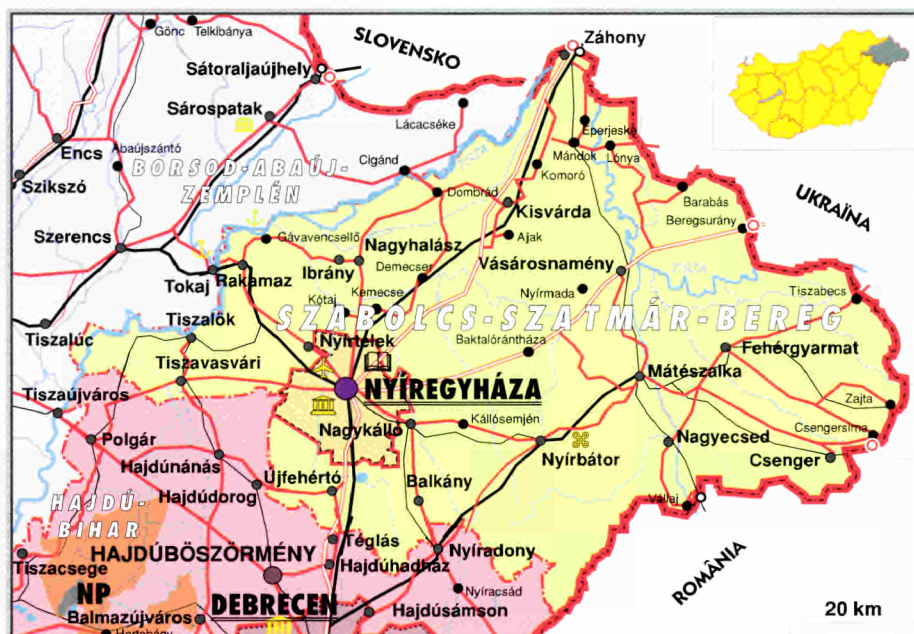 Gönc
Telkibánya
SLOVENSKO
Záhony
Sátoraljaújhely
Sárospatak
Lácacséke
Eperjeske
Encs
Abaújszántó
Cigánd
Mándok
Lónya
BORSOD-ABAÚJ-
ZEMPLÉN
Szikszó
Komoró
Dombrád
Barabás
UKRAÏNA
Kisvárda
Beregsurány
Szerencs
Gávavencsellő
Nagyhalász
Ajak
Ibrány
Demecser
Vásárosnamény
Tokaj
Rakamaz
Kemecse
Nyírmada
Kótaj
Tiszabecs
SZABOLCS-SZATMÁR-BEREG
Tiszalök
Tiszalúc
Nyírtelek
Baktalórántháza
Fehérgyarmat
Tiszavasvári
Mátészalka
NYÍREGYHÁZA
Tiszaújváros
Zajta
Nagykálló
Kállósemjén
Csengersima
Polgár
Nagyecsed
Hajdúnánás
Nyírbátor
Csenger
Újfehértó
Balkány
Hajdúdorog
Vállaj
HAJDÚ-
BIHAR
Téglás
Nyíradony
HAJDÚBÖSZÖRMÉNY
Hajdúhadház
Tiszacsege
ROMÂNIA
Nyíracsád
NP
DEBRECEN
Hajdúsámson
20 km
Balmazújváros